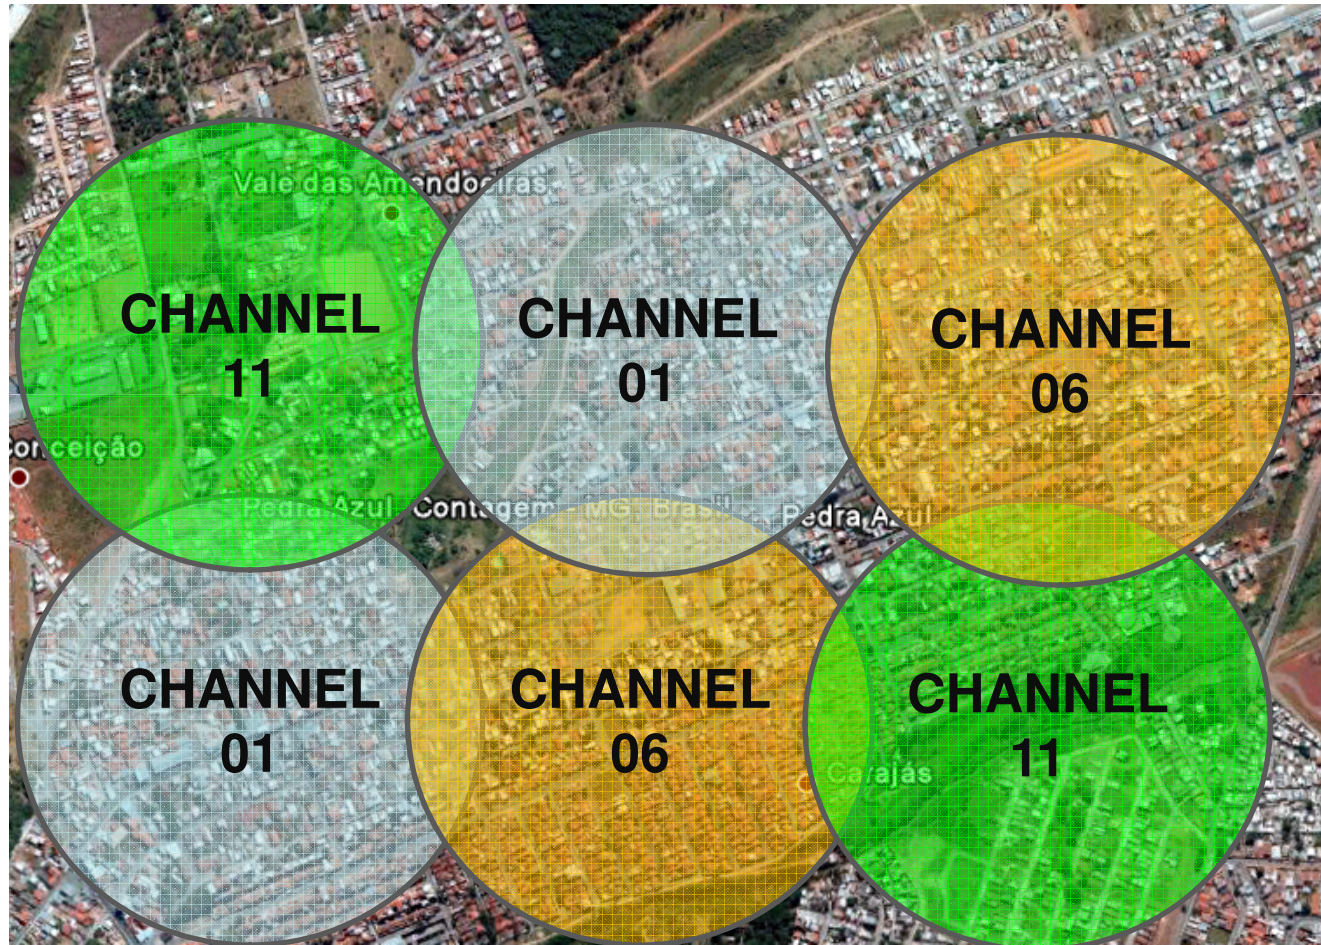 Vale das Amendoeiras
CHANNEL
11
CHANNEL
01
CHANNEL
06
Conceição
Pedra Azul Contagem MG Brasil
Pedra Azul
CHANNEL
01
CHANNEL
06
CHANNEL
11
Carajás